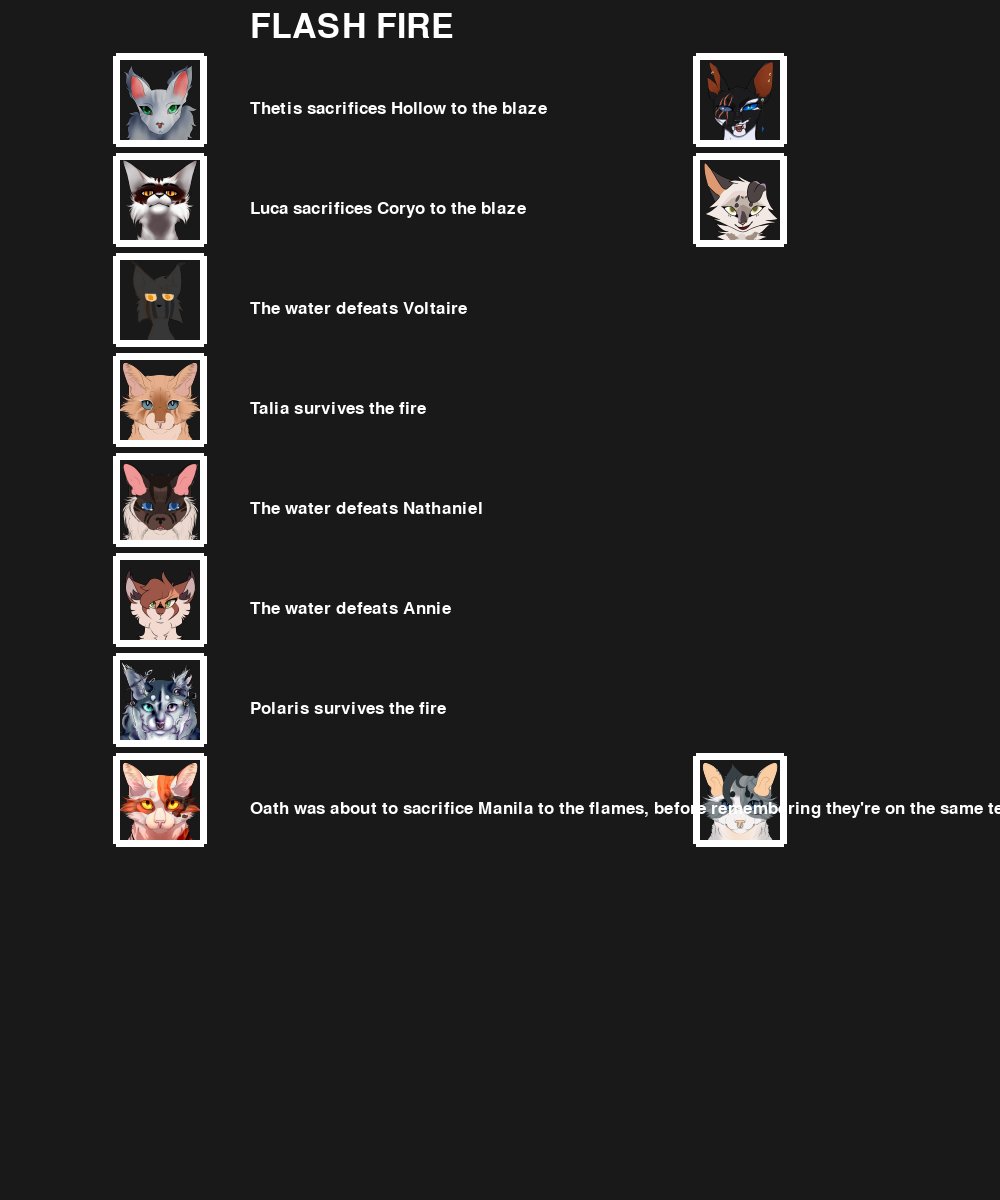 FLASH FIRE
Thetis sacrifices Hollow to the blaze
Luca sacrifices Coryo to the blaze
The water defeats Voltaire
Talia survives the fire
The water defeats Nathaniel
The water defeats Annie
Polaris survives the fire
Oath was about to sacrifice Manila to the flames, before remembering they're on the same te